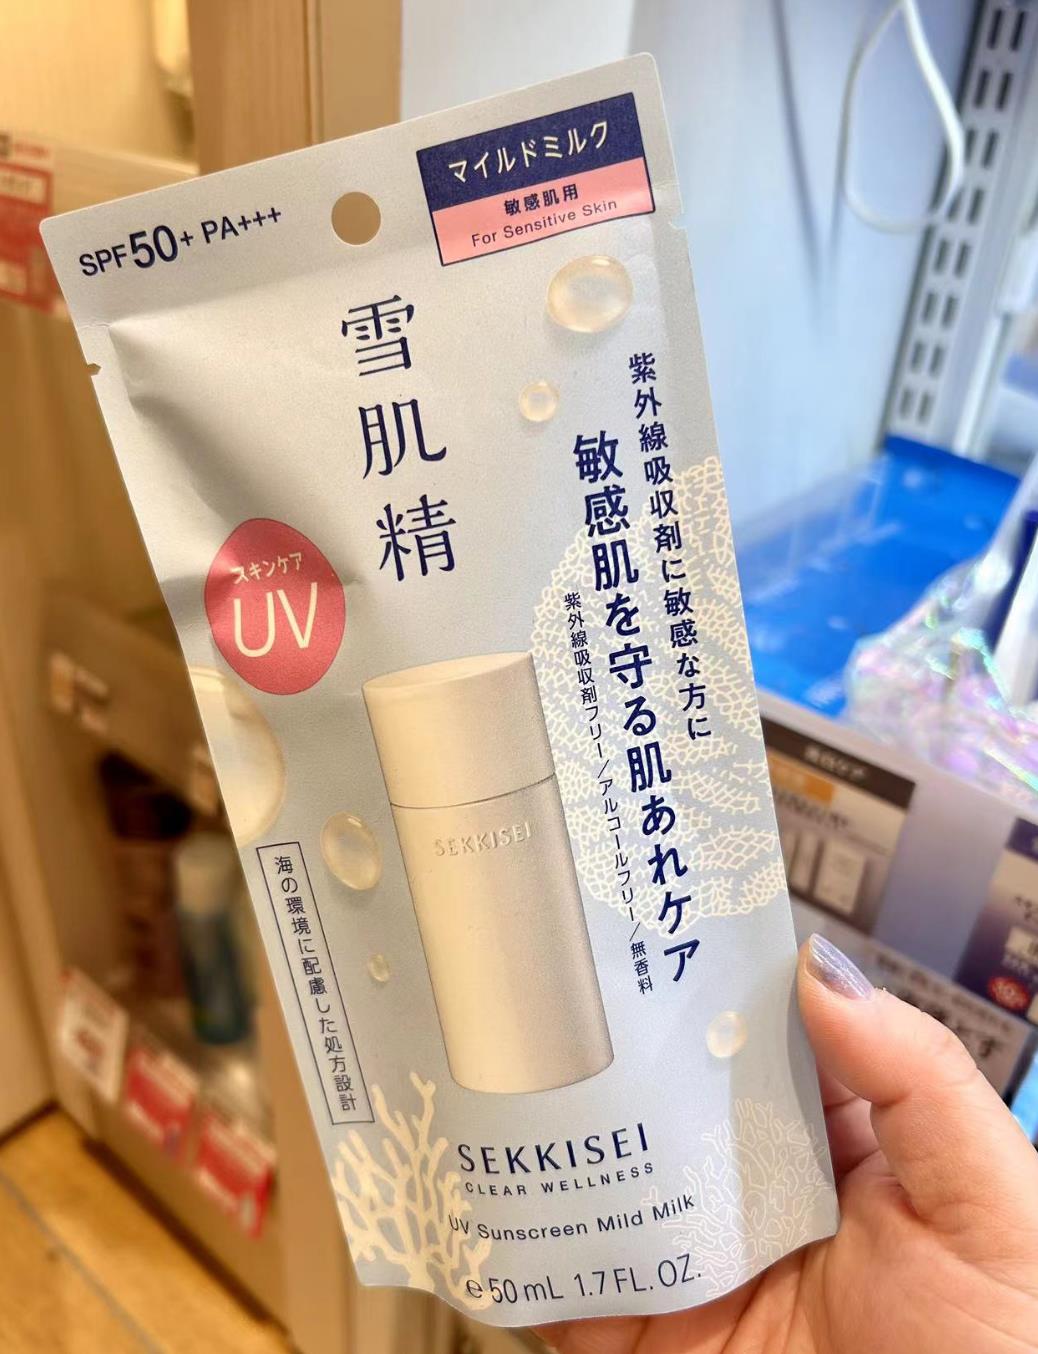 SPF50+ PA+++
マイルドミルク
敏感肌用
For Sensitive Skin
雪肌精
紫外線吸収剤に敏感な方に
敏感肌を守る肌あれケア
紫外線吸収剤フリー/アルコールフリー/無香料
スキンケア
UV
SEKKISEI
海の環境に配慮した処方設計
SEKKISEI
CLEAR WELLNESS
UV Sunscreen Mild Milk
℮50mL 1.7FL.OZ.